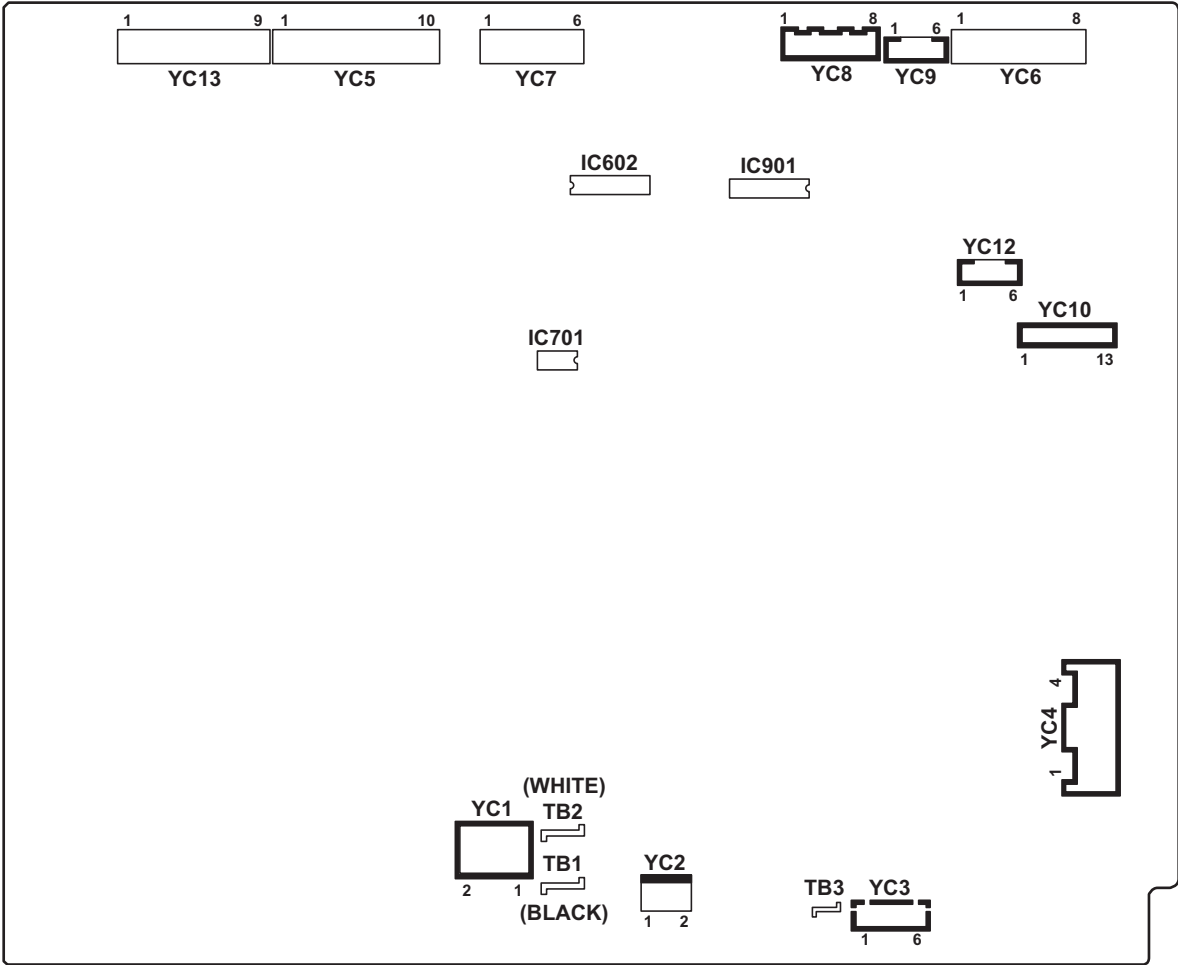 1 9 1 10 1 6 1 8 1 6 1 8
YC13 YC5 YC7 YC8 YC9 YC6
IC602 IC901
YC12
1 6
YC10
1 13
IC701
4
YC4
1
(WHITE)
YC1 TB2
TB1
2 1
(BLACK)
YC2
1 2
TB3 YC3
1 6